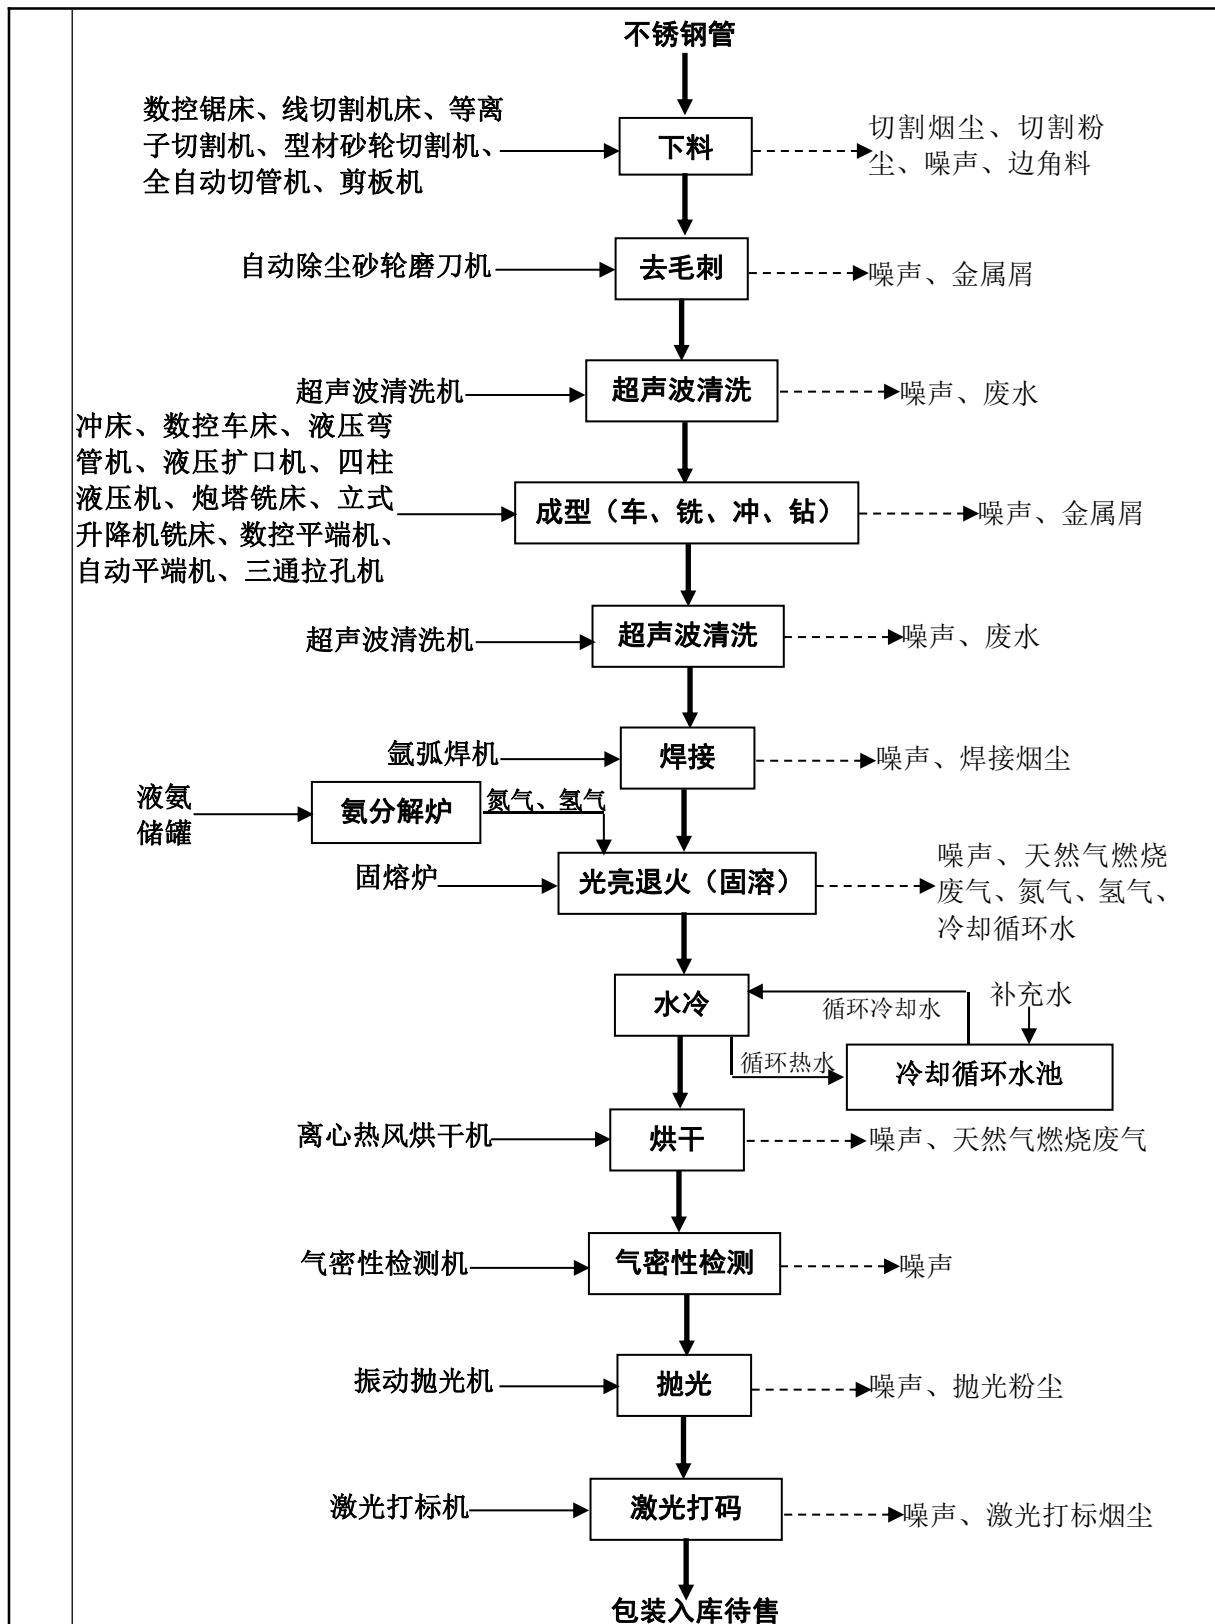 不锈钢管
数控锯床、线切割机床、等离
子切割机、型材砂轮切割机、
全自动切管机、剪板机
下料
切割烟尘、切割粉
尘、噪声、边角料
自动除尘砂轮磨刀机
去毛刺
噪声、金属屑
超声波清洗机
超声波清洗
噪声、废水
冲床、数控车床、液压弯
管机、液压扩口机、四柱
液压机、炮塔铣床、立式
升降机铣床、数控平端机、
自动平端机、三通拉孔机
成型（车、铣、冲、钻）
噪声、金属屑
超声波清洗机
超声波清洗
噪声、废水
氩弧焊机
焊接
噪声、焊接烟尘
液氨
储罐
氨分解炉
氮气、氢气
固熔炉
光亮退火（固溶）
噪声、天然气燃烧
废气、氮气、氢气、
冷却循环水
水冷
循环冷却水
补充水
循环热水
冷却循环水池
离心热风烘干机
烘干
噪声、天然气燃烧废气
气密性检测机
气密性检测
噪声
振动抛光机
抛光
噪声、抛光粉尘
激光打标机
激光打码
噪声、激光打标烟尘
包装入库待售